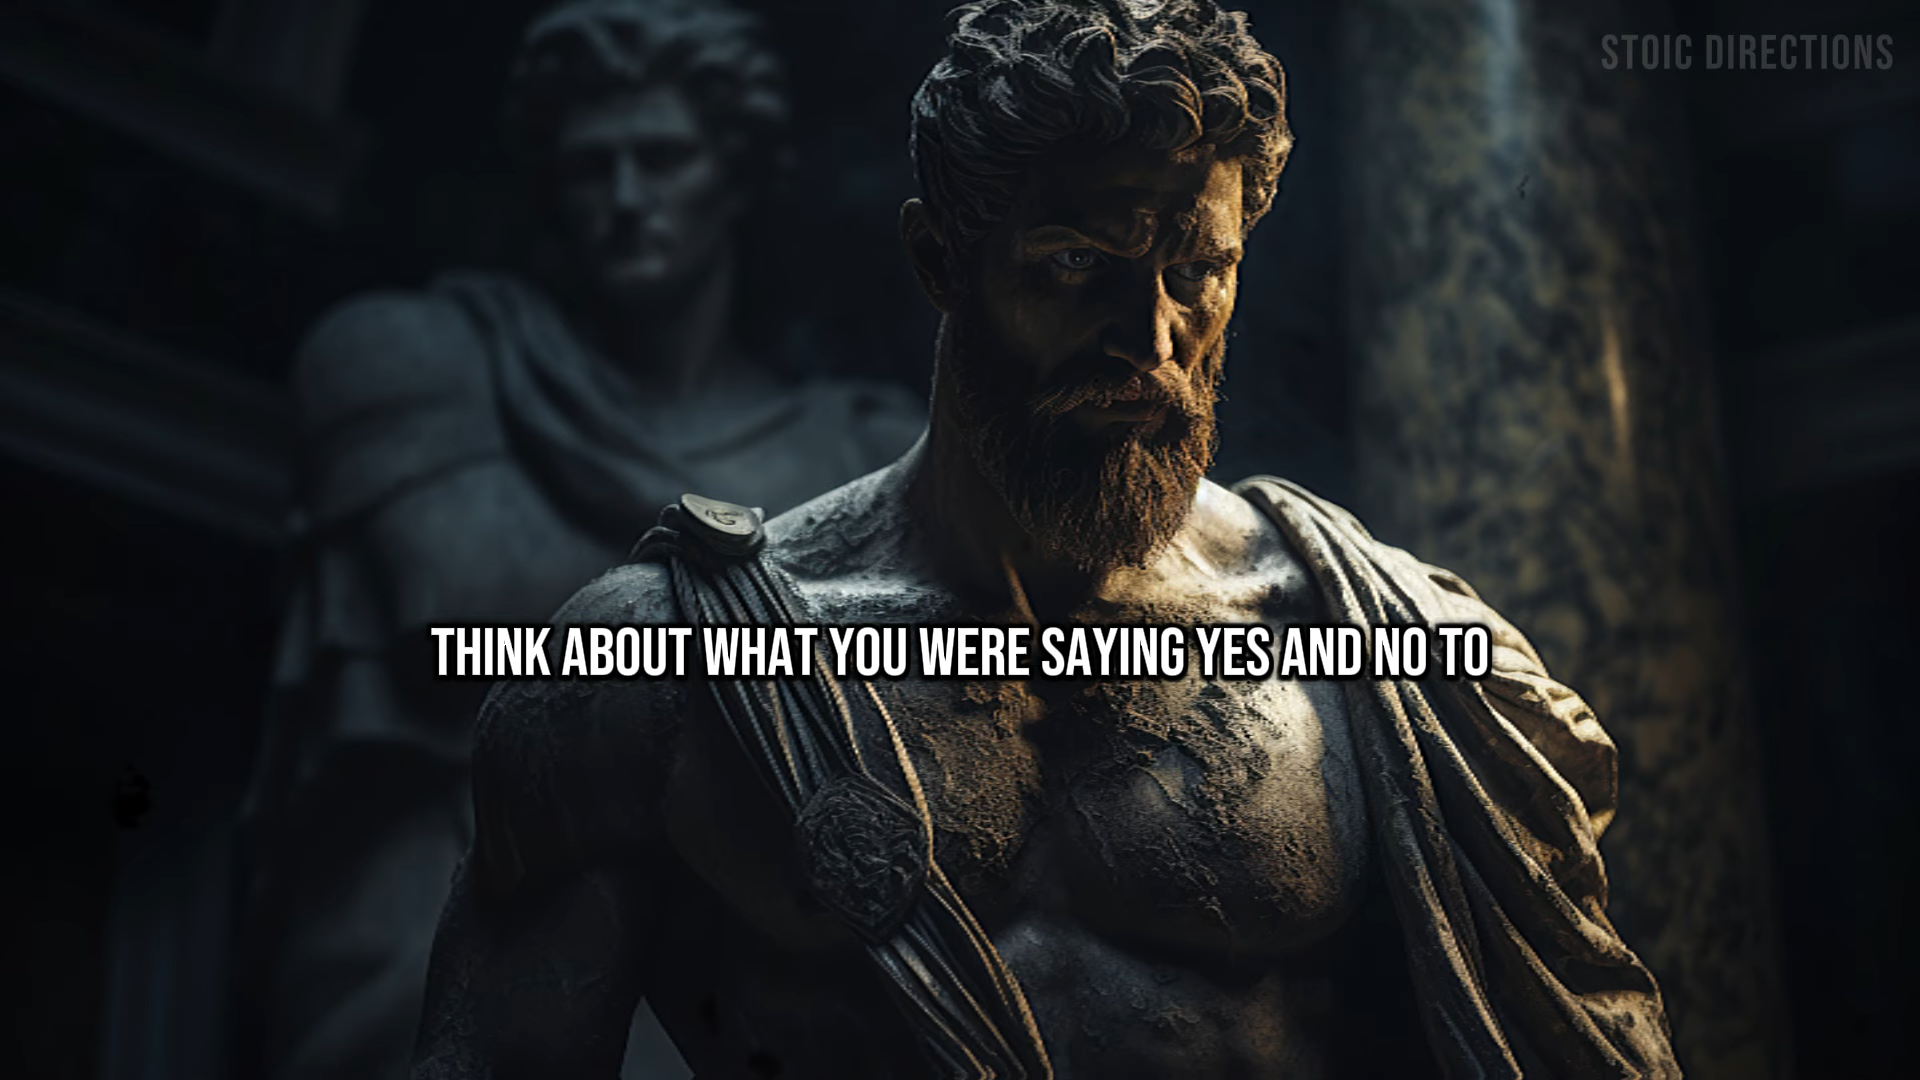 STOIC DIRECTIONS
THINK ABOUT WHAT YOU WERE SAYING YES AND NO TO